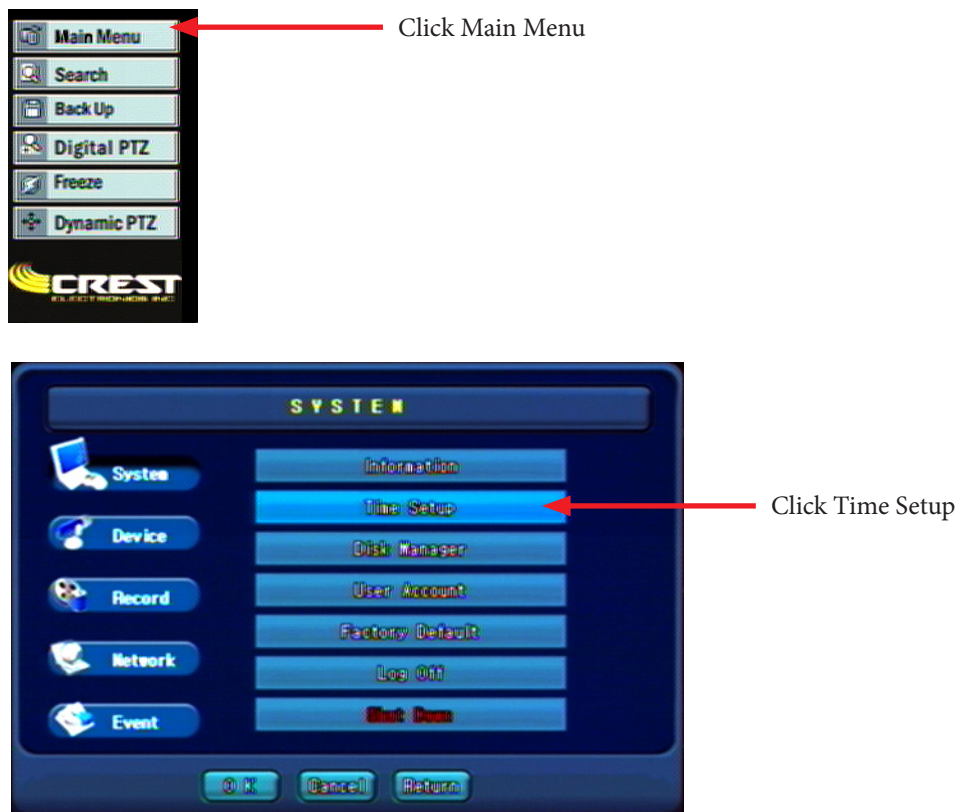 Main Menu
Click Main Menu
Search
Back Up
Digital PTZ
Freeze
Dynamic PTZ
CREST
ELECTRONICS INC
SYSTEM
System
Device
Record
Network
Event
Information
Time Setup
Click Time Setup
Disk Manager
User Account
Factory Default
Log Off
Shut Down
OK
Cancel
Return